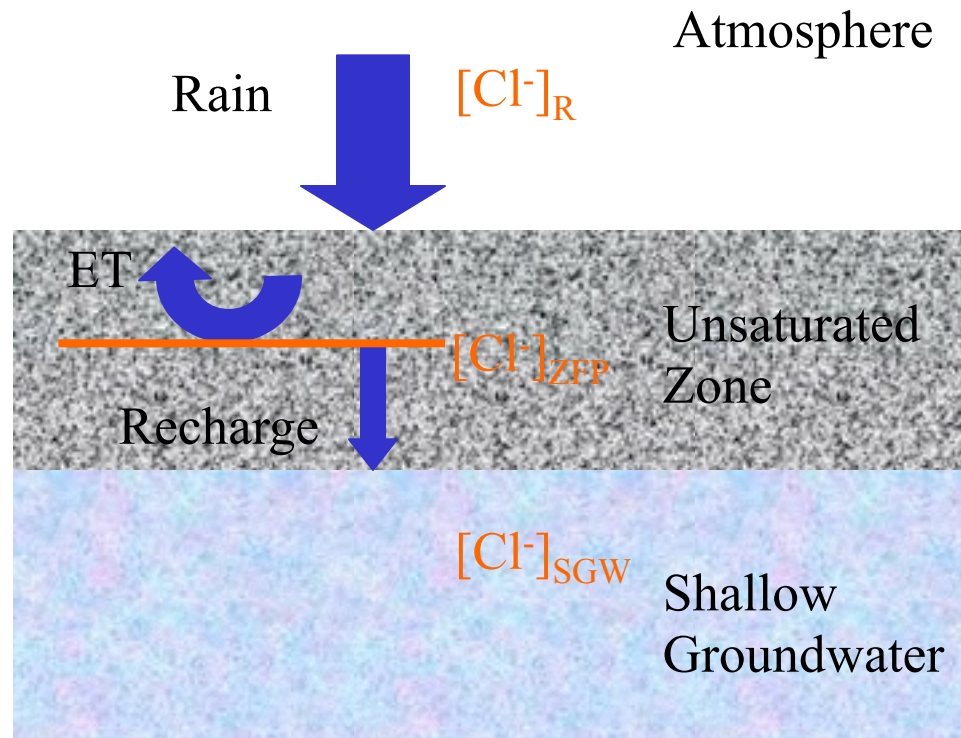 Atmosphere
Rain
[Cl-]R
ET
Unsaturated
Zone
[Cl-]ZFP
Recharge
[Cl-]SGW
Shallow
Groundwater